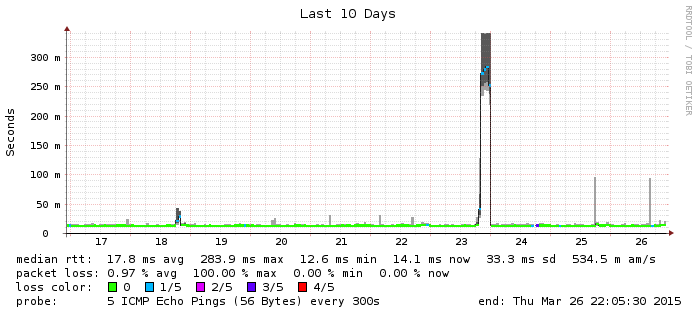 Last 10 Days
RRDTOOL / TOBI OETIKER
Seconds
300 m
250 m
200 m
150 m
100 m
50 m
0
17 18 19 20 21 22 23 24 25 26
median rtt: 17.8 ms avg 283.9 ms max 12.6 ms min 14.1 ms now 33.3 ms sd 534.5 m am/s
packet loss: 0.97 % avg 100.00 % max 0.00 % min 0.00 % now
loss color: 0 1/5 2/5 3/5 4/5
probe: 5 ICMP Echo Pings (56 Bytes) every 300s end: Thu Mar 26 22:05:30 2015